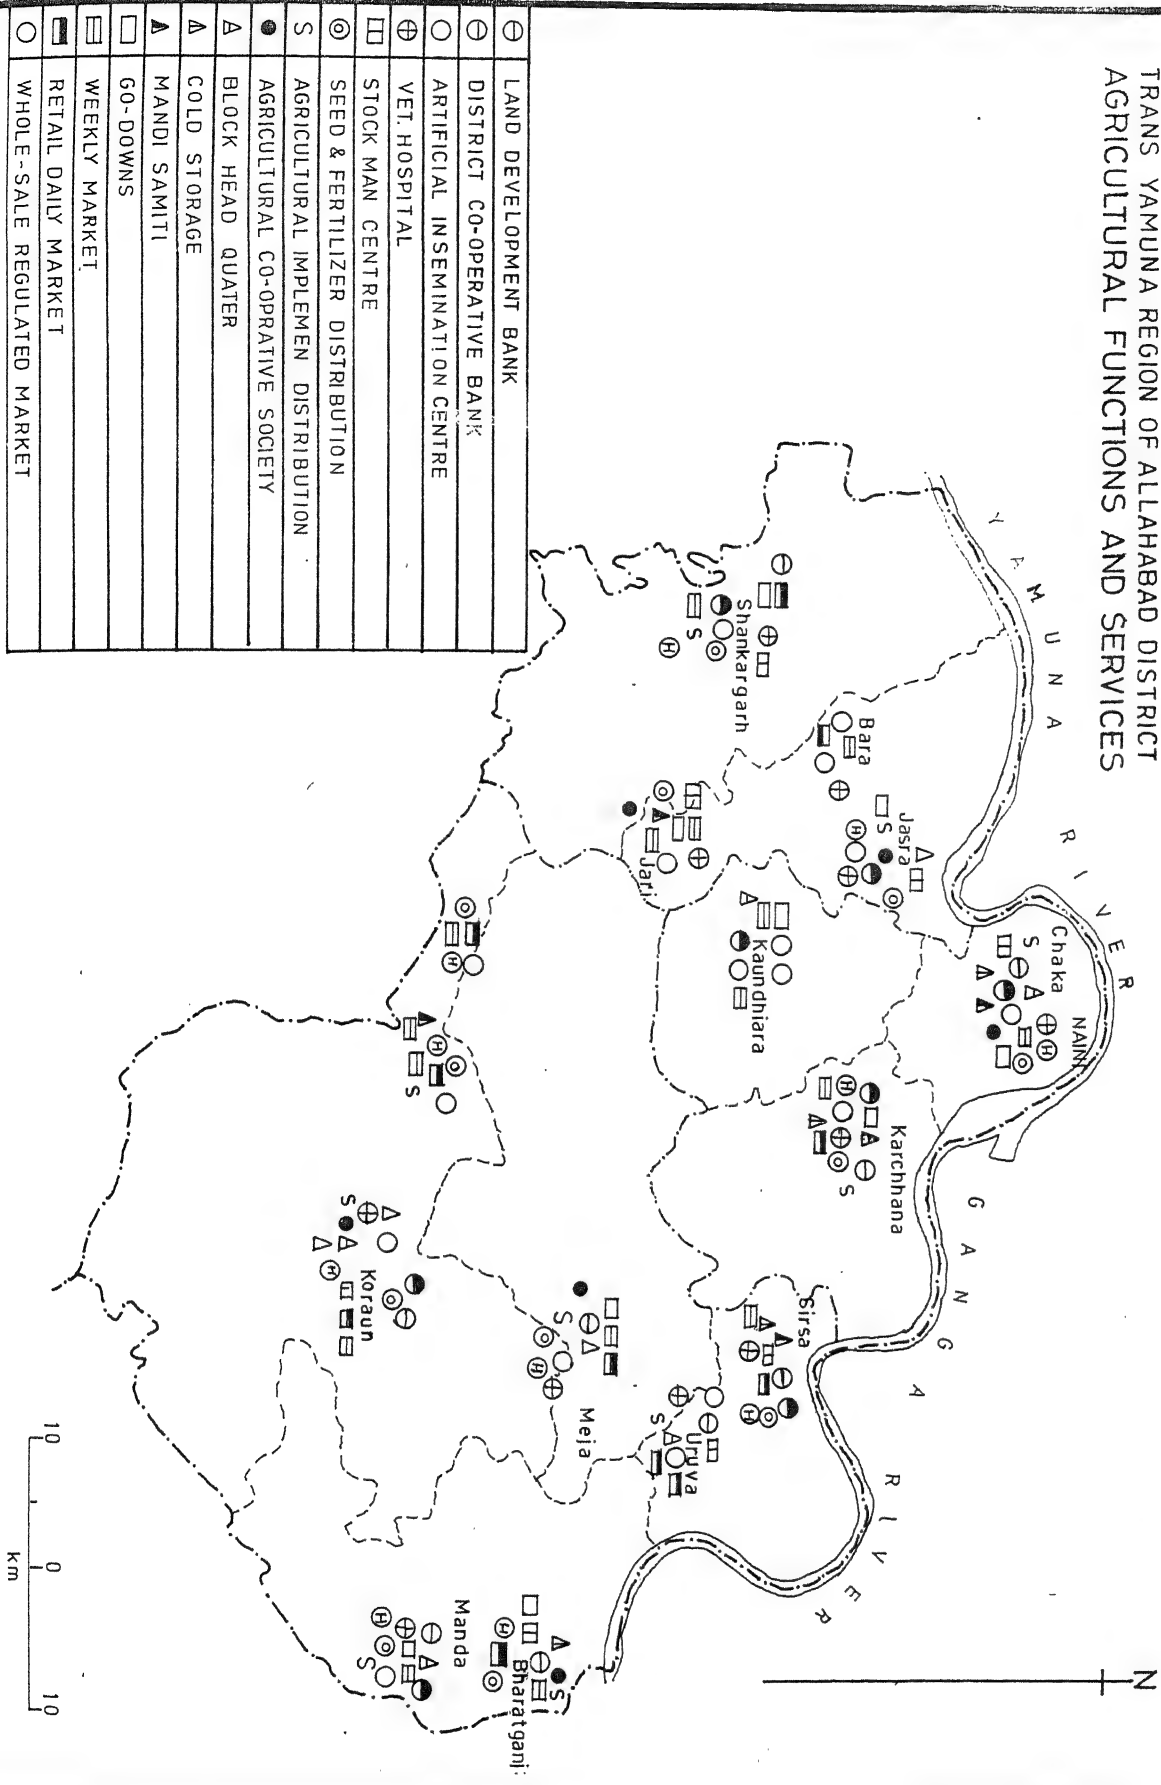 TRANS YAMUNA REGION OF ALLAHABAD DISTRICT
AGRICULTURAL FUNCTIONS AND SERVICES
N
YAMUNA RIVER
GANGA RIVER
NAINI
Chaka
S
Jasra
S
H
Bara
Shankargarh
S
H
Jari
Kaundhiara
Karchhana
H
S
H
Sirsa
H
Uruva
S
Meja
S
H
H
H
S
Koraun
S
H
Manda
H
S
Bharatganj:
H
S
10 0 10
km
LAND DEVELOPMENT BANK
DISTRICT CO-OPERATIVE BANK
ARTIFICIAL INSEMINATION CENTRE
VET. HOSPITAL
STOCK MAN CENTRE
SEED & FERTILIZER DISTRIBUTION
S AGRICULTURAL IMPLEMEN DISTRIBUTION
AGRICULTURAL CO-OPRATIVE SOCIETY
BLOCK HEAD QUATER
COLD STORAGE
MANDI SAMITI
GO-DOWNS
WEEKLY MARKET
RETAIL DAILY MARKET
WHOLE-SALE REGULATED MARKET